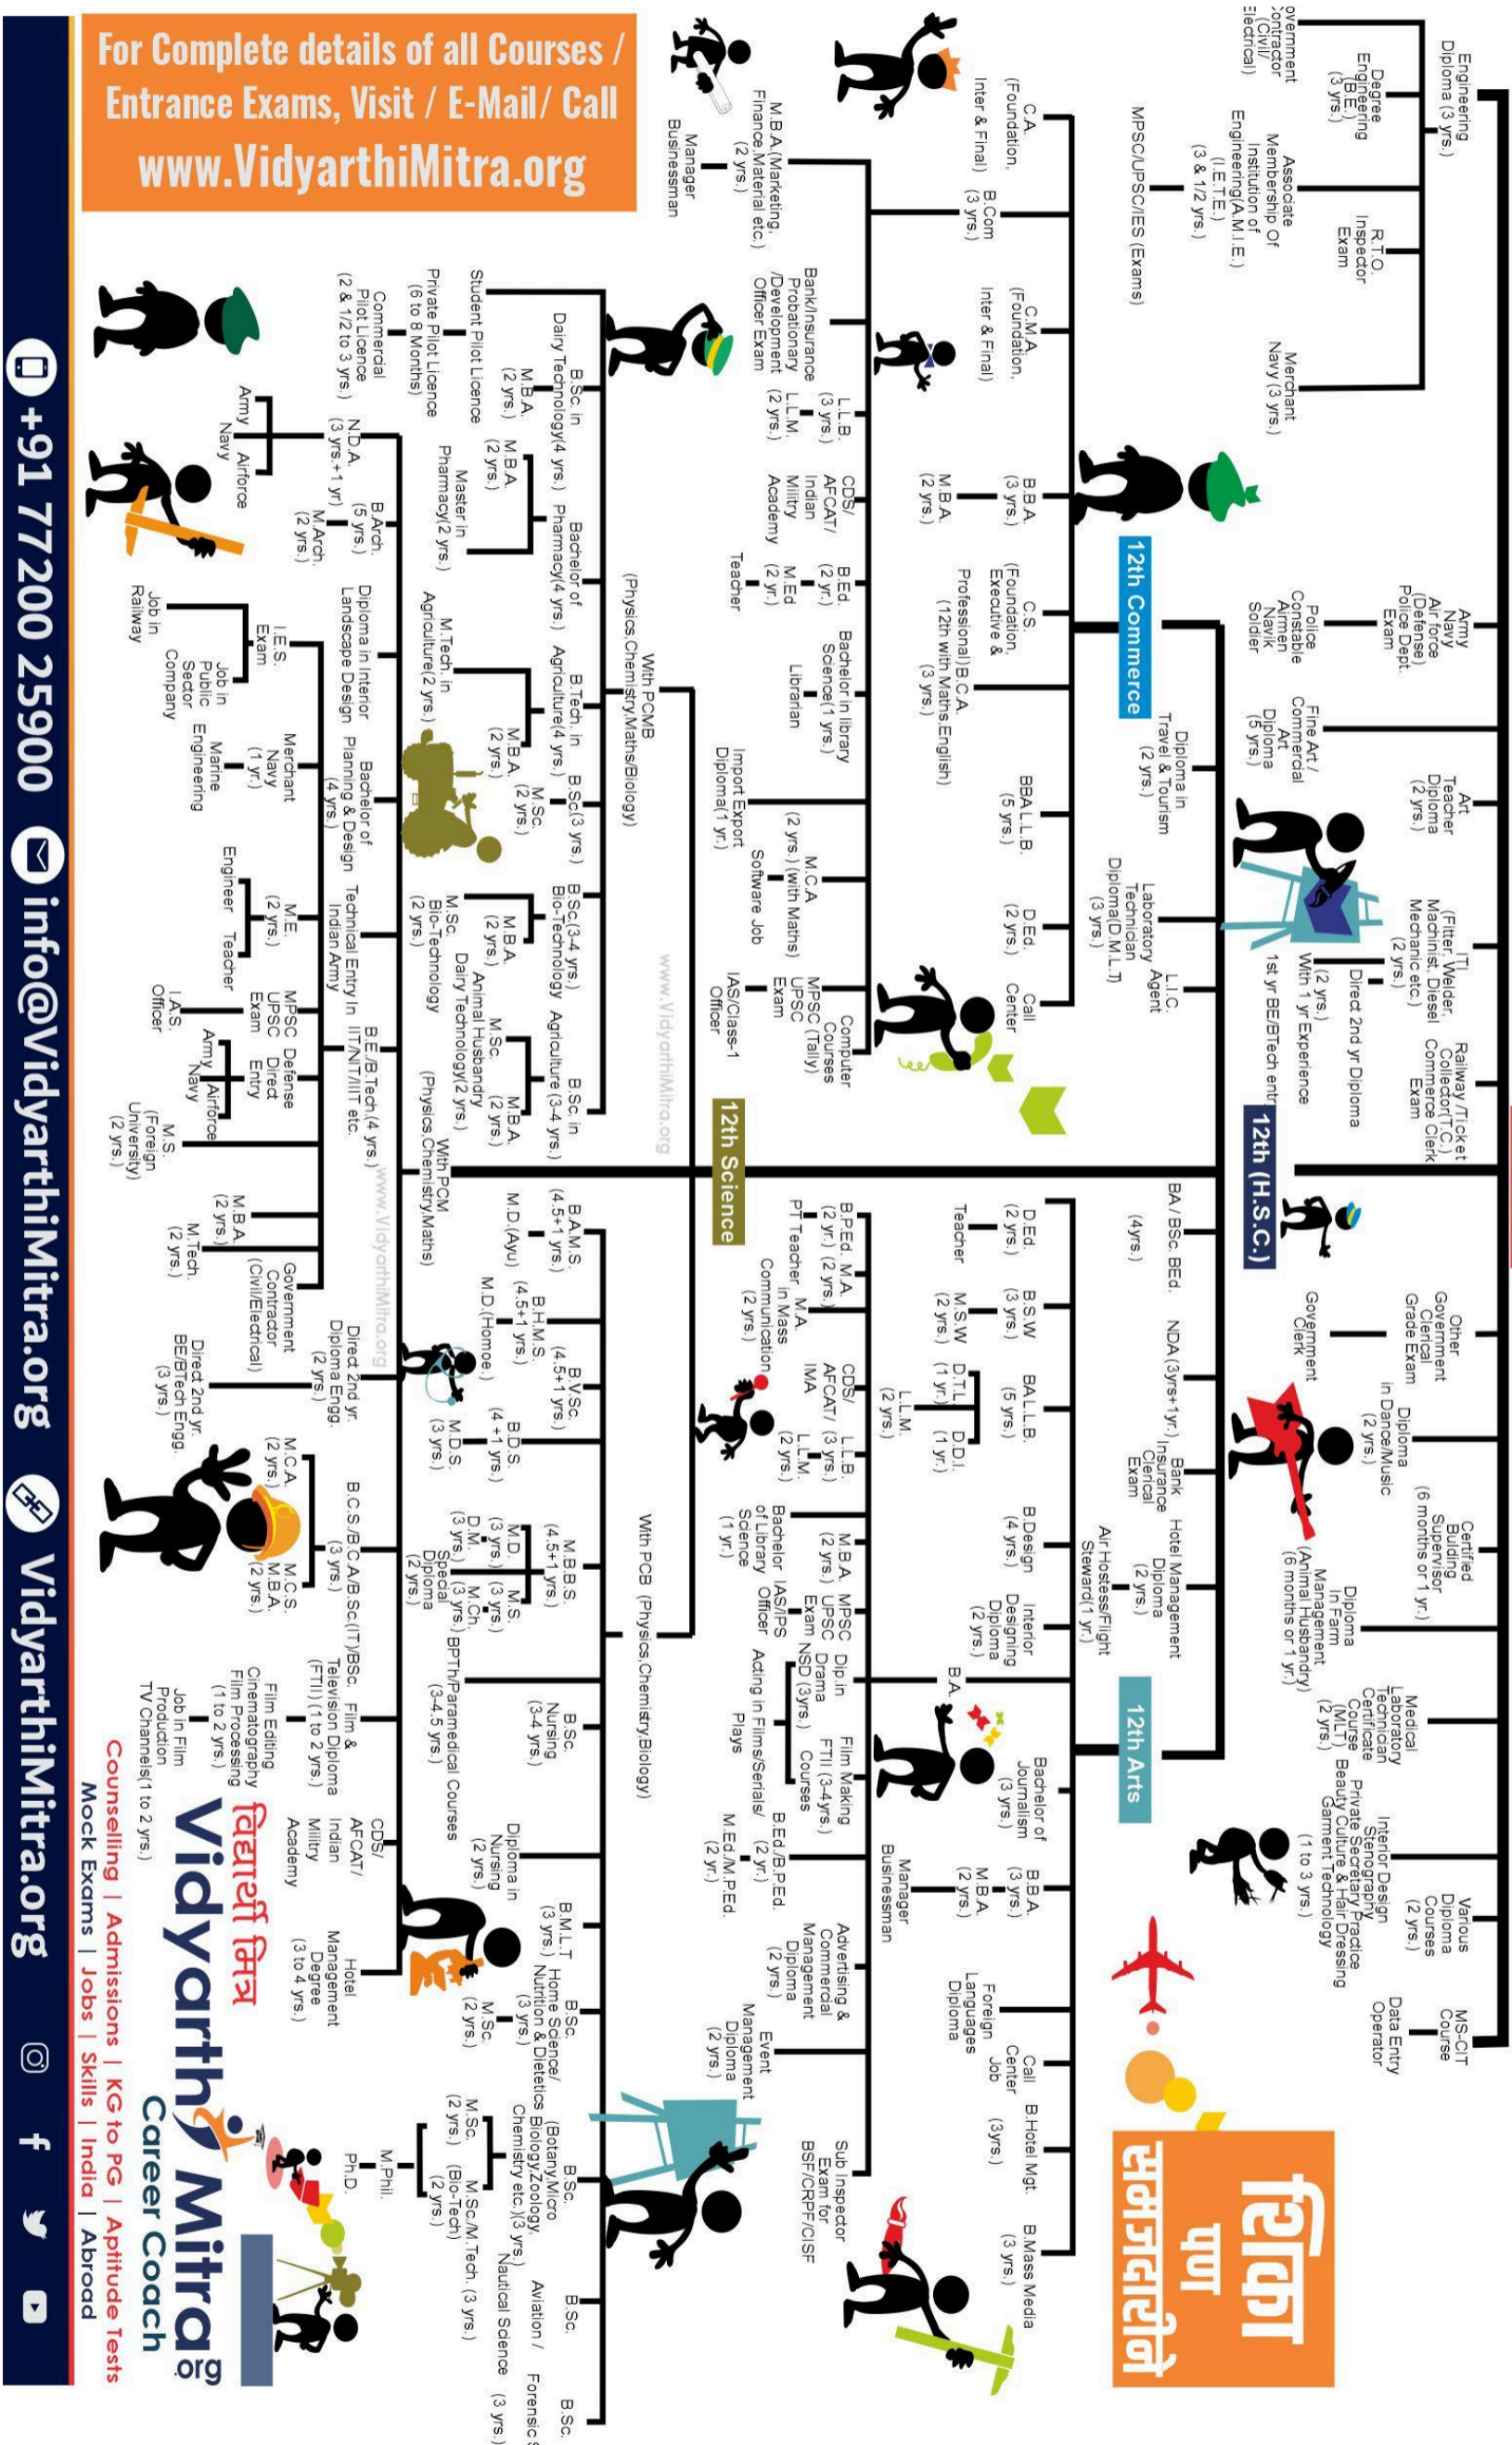 Engineering
Diploma (3 yrs.)
overnment
ontractor
(Civil/
Electrical)
Degree
Engineering
(B.E.)
(3 yrs.)
Associate
Membership Of
Institution of
Engineering(A.M.I.E.)
(I.E.T.E.)
(3 & 1/2 yrs.)
MPSC/UPSC/IES (Exams)
R.T.O.
Inspector
Exam
Merchant
Navy (3 yrs.)
Army
Navy
Air force
(Defense)
Police Dept.
Exam
Police
Constable
Airmen
Navik
Soldier
Fine Art /
Commercial
Art
Diploma
(5 yrs.)
Art
Teacher
Diploma
(2 yrs.)
ITI
(Fitter, Welder,
Machinist, Diesel
Mechanic etc.)
(2 yrs.)
Direct 2nd yr Diploma
(2 yrs.)
With 1 yr Experience
1st yr BE/BTech entr
Railway /Ticket
Collector(T.C.)
Commerce Clerk
Exam
12th (H.S.C.)
Other
Government
Clerical
Grade Exam
Government
Clerk
Diploma
in Dance/Music
(2 yrs.)
Certified
Bulding
Supervisor
(6 months or 1 yr.)
Diploma
In Farm
Management
(Animal Husbandry)
(6 months or 1 yr.)
Medical
Laboratory
Technician
Certificate
Course
(MLT)
(2 yrs.)
Interior Design
Stenography
Private Secretary Practice
Beauty Culture & Hair Dressing
Garment Technology
(1 to 3 yrs.)
Various
Diploma
Courses
(2 yrs.)
MS-CIT
Course
Data Entry
Operator
शिका
पण
समजदारीने
12th Commerce
Diploma in
Travel & Tourism
(2 yrs.)
Laboratory
Technician
Diploma(D.M.L.T)
(3 yrs.)
L.I.C.
Agent
BA / BSc. BEd.
(4yrs.)
NDA (3yrs+1yr.)
Bank
Insurance
Clerical
Exam
Hotel Management
Diploma
(2 yrs.)
Air Hostess/Flight
Steward(1 yr.)
12th Arts
C.A.
(Foundation,
Inter & Final)
B.Com
(3 yrs.)
C.M.A.
(Foundation,
Inter & Final)
B.B.A.
(3 yrs.)
M.B.A.
(2 yrs.)
C.S.
(Foundation,
Executive &
Professional)
B.C.A.
(12th with Maths,English)
(3 yrs.)
BBA L.L.B.
(5 yrs.)
D.Ed.
(2 yrs.)
Call
Center
M.B.A.(Marketing,
Finance,Material etc.)
(2 yrs.)
Manager
Businessman
Bank/Insurance
Probationary
/Development
Officer Exam
L.L.B.
(3 yrs.)
L.L.M.
(2 yrs.)
CDS/
AFCAT/
Indian
Militry
Academy
B.Ed.
(2 yr.)
M.Ed
(2 yr.)
Teacher
Bachelor in library
Science(1 yrs.)
Librarian
Import Export
Diploma(1 yr.)
M.C.A
(2 yrs.) (with Maths)
Software Job
MPSC
UPSC
Exam
IAS/Class-1
Officer
Computer
Courses
(Tally)
D.Ed.
(2 yrs.)
Teacher
B.S.W
(3 yrs.)
M.S.W
(2 yrs.)
BAL.L.B.
(5 yrs.)
D.T.L.
(1 yr.)
D.D.I.
(1 yr.)
L.L.M.
(2 yrs.)
B.Design
(4 yrs.)
Interior
Designing
Diploma
(2 yrs.)
B.A.
Bachelor of
Journalism
(3 yrs.)
B.B.A.
(3 yrs.)
M.B.A.
(2 yrs.)
Manager
Businessman
Foreign
Languages
Diploma
Call
Center
Job
B.Hotel Mgt.
(3yrs.)
B.Mass Media
(3 yrs.)
B.P.Ed.
(2 yr.)
PT Teacher
M.A.
(2 yrs.)
M.A.
in Mass
Communication
(2 yrs.)
CDS/
AFCAT/
IMA
L.L.B.
(3 yrs.)
L.L.M.
(2 yrs.)
Bachelor
of Library
Science
(1 yr.)
M.B.A.
(2 yrs.)
MPSC
UPSC
Exam
IAS/IPS
Officer
Dip.in
Drama
NSD (3yrs.)
Film Making
FTII (3-4yrs.)
Courses
Acting in Films/Serials/
Plays
B.Ed./B.P.Ed.
(2 yr.)
M.Ed./M.P.Ed.
(2 yr.)
Advertising &
Commercial
Management
Diploma
(2 yrs.)
Event
Management
Diploma
(2 yrs.)
Sub Inspector
Exam for
BSF/CRPF/CISF
12th Science
www.VidyarthiMitra.org
With PCMB
(Physics,Chemistry,Maths/Biology)
Student Pilot Licence
Private Pilot Licence
(6 to 8 Months)
Commercial
Pilot Licence
(2 & 1/2 to 3 yrs.)
B.Sc. in
Dairy Technology(4 yrs.)
M.B.A.
(2 yrs.)
Bachelor of
Pharmacy(4 yrs.)
M.B.A.
(2 yrs.)
Master in
Pharmacy(2 yrs.)
B.Tech. in
Agriculture(4 yrs.)
M.Tech. in
Agriculture(2 yrs.)
M.B.A.
(2 yrs.)
B.Sc(3 yrs.)
M.Sc.
(2 yrs.)
B.Sc(3-4 yrs.)
Bio-Technology
M.B.A.
(2 yrs.)
M.Sc.
Bio-Technology
(2 yrs.)
B.Sc. in
Agriculture (3-4 yrs.)
M.Sc.
Animal Husbandry
Dairy Technology(2 yrs.)
M.B.A.
(2 yrs.)
With PCB (Physics,Chemistry,Biology)
B.A.M.S.
(4.5+1 yrs.)
M.D.(Ayu)
B.H.M.S.
(4.5+1 yrs.)
M.D.(Homoe.)
B.VSc.
(4.5+1 yrs.)
B.D.S.
(4 +1 yrs.)
M.D.S.
(3 yrs.)
M.B.B.S.
(4.5+1 yrs.)
M.D.
(3 yrs.)
M.S.
(3 yrs.)
D.M.
(3 yrs.)
M.Ch.
(3 yrs.)
Special
Diploma
(2 yrs.)
BPTh/Paramedical Courses
(3-4.5 yrs.)
B.Sc.
Nursing
(3-4 yrs.)
Diploma in
Nursing
(2 yrs.)
B.M.L.T
(3 yrs.)
B.Sc.
Home Science/
Nutrition & Dietetics
(3 yrs.)
M.Sc.
(2 yrs.)
B.Sc.
(Botany,Micro
Biology,Zoology,
Chemistry etc.)(3 yrs.)
M.Sc.
(2 yrs.)
M.Sc./M.Tech.
(Bio-Tech)
(2 yrs.)
M.Phil.
Ph.D.
B.Sc.
Aviation /
Nautical Science
(3 yrs.)
B.Sc.
Forensic
(3 yrs.)
With PCM
(Physics,Chemistry,Maths)
www.VidyarthiMitra.org
N.D.A.
(3 yrs.+1 yr)
Army
Airforce
Navy
B.Arch.
(5 yrs.)
M.Arch.
(2 yrs.)
Diploma in Interior
Landscape Design
Bachelor of
Planning & Design
(4 yrs.)
Technical Entry In
Indian Army
B.E./B.Tech.(4 yrs.)
IIT/NIT/IIIT etc.
Direct 2nd yr.
Diploma Engg.
(2 yrs.)
Direct 2nd yr.
BE/BTech Engg.
(3 yrs.)
B.C.S./B.C.A/B.Sc(IT)/BSc.
(3 yrs.)
M.C.A.
(2 yrs.)
M.C.S.
M.B.A.
(2 yrs.)
Film &
Television Diploma
(FTII) (1 to 2 yrs.)
Film Editing
Cinematography
Film Processing
(1 to 2 yrs.)
Job in Film
Production
TV Channels(1 to 2 yrs.)
CDS/
AFCAT/
Indian
Militry
Academy
Hotel
Management
Degree
(3 to 4 yrs.)
I.E.S.
Exam
Job in
Railway
Job in
Public
Sector
Company
Merchant
Navy
(1 yr.)
Marine
Engineering
M.E.
(2 yrs.)
Engineer
Teacher
MPSC
UPSC
Exam
I.A.S.
Officer
Defense
Direct
Entry
Army
Airforce
Navy
M.S.
(Foreign
University)
(2 yrs.)
M.B.A.
(2 yrs.)
M.Tech.
(2 yrs.)
Government
Contractor
(Civil/Electrical)
For Complete details of all Courses /
Entrance Exams, Visit / E-Mail/ Call
www.VidyarthiMitra.org
विद्यार्थी मित्र
Vidyarthi Mitra.org
Career Coach
Counselling | Admissions | KG to PG | Aptitude Tests
Mock Exams | Jobs | Skills | India | Abroad
+91 77200 25900 info@VidyarthiMitra.org VidyarthiMitra.org